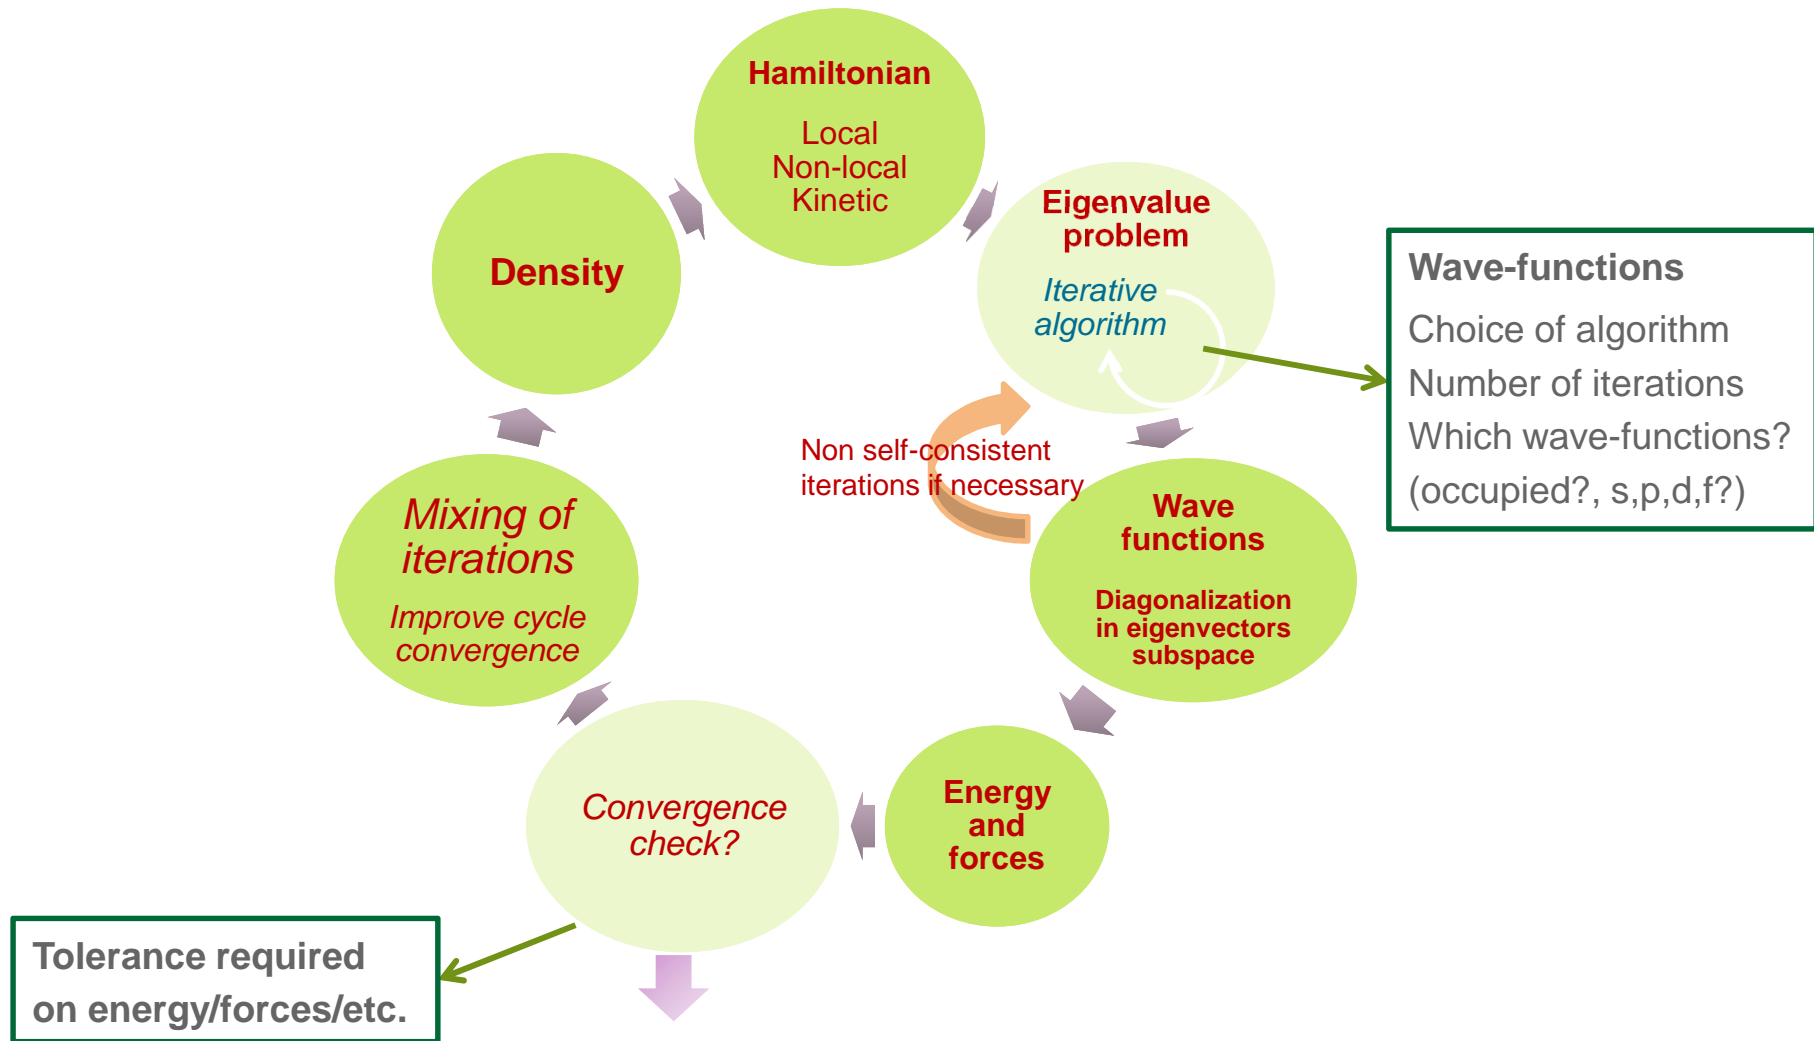 Hamiltonian
Local
Non-local
Kinetic
Eigenvalue
problem
Iterative
algorithm
Wave-functions
Choice of algorithm
Number of iterations
Which wave-functions?
(occupied?, s,p,d,f?)
Non self-consistent
iterations if necessary
Wave
functions
Diagonalization
in eigenvectors
subspace
Energy
and
forces
Convergence
check?
Tolerance required
on energy/forces/etc.
Mixing of
iterations
Improve cycle
convergence
Density